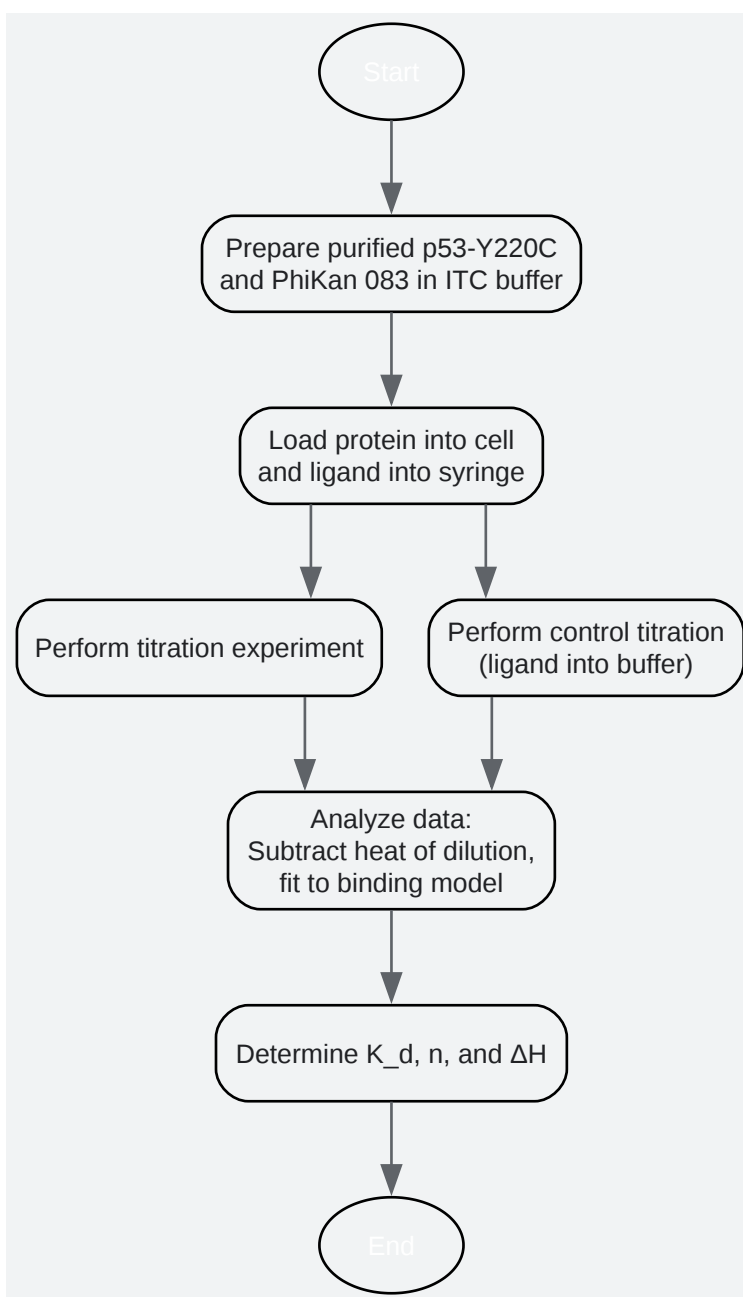 Start
Prepare purified p53-Y220C
and PhiKan 083 in ITC buffer
Load protein into cell
and ligand into syringe
Perform titration experiment
Perform control titration
(ligand into buffer)
Analyze data:
Subtract heat of dilution,
fit to binding model
Determine K_d, n, and ΔH
End